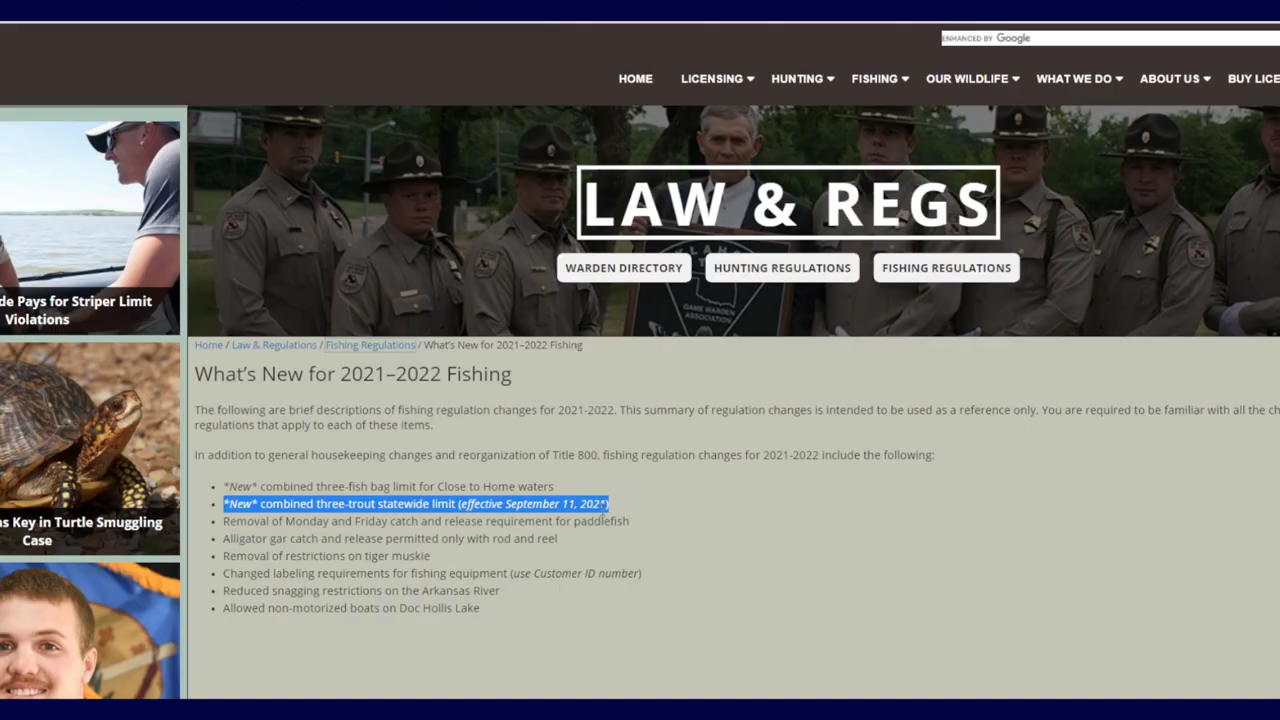 ENHANCED BY Google
HOME LICENSING HUNTING FISHING OUR WILDLIFE WHAT WE DO ABOUT US BUY LICE
LAW & REGS
WARDEN DIRECTORY HUNTING REGULATIONS FISHING REGULATIONS
GAME WARDEN
ASSOCIATION
de Pays for Striper Limit
Violations
ns Key in Turtle Smuggling
Case
Home / Law & Regulations / Fishing Regulations / What's New for 2021–2022 Fishing
What's New for 2021–2022 Fishing
The following are brief descriptions of fishing regulation changes for 2021-2022. This summary of regulation changes is intended to be used as a reference only. You are required to be familiar with all the ch
regulations that apply to each of these items.
In addition to general housekeeping changes and reorganization of Title 800, fishing regulation changes for 2021-2022 include the following:
• *New* combined three-fish bag limit for Close to Home waters
• *New* combined three-trout statewide limit (effective September 11, 2021)
• Removal of Monday and Friday catch and release requirement for paddlefish
• Alligator gar catch and release permitted only with rod and reel
• Removal of restrictions on tiger muskie
• Changed labeling requirements for fishing equipment (use Customer ID number)
• Reduced snagging restrictions on the Arkansas River
• Allowed non-motorized boats on Doc Hollis Lake